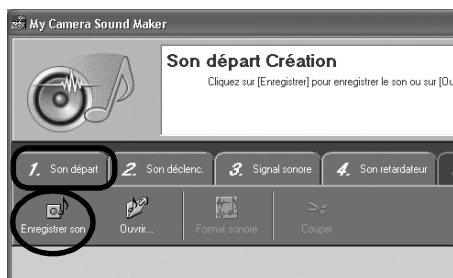 My Camera Sound Maker
Son départ Création
Cliquez sur [Enregistrer] pour enregistrer le son ou sur [Ou
1. Son départ 2. Son déclenc. 3. Signal sonore 4. Son retardateur
Enregistrer son Ouvrir... Format sonore Couper